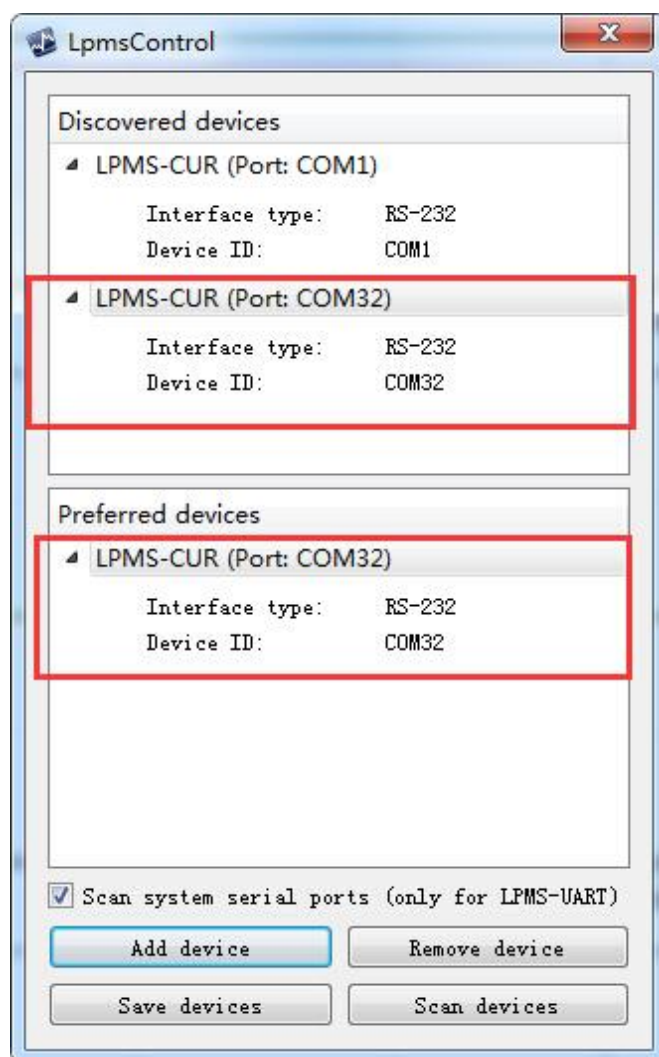 LpmsControl
Discovered devices
LPMS-CUR (Port: COM1)
Interface type: RS-232
Device ID: COM1
LPMS-CUR (Port: COM32)
Interface type: RS-232
Device ID: COM32
Preferred devices
LPMS-CUR (Port: COM32)
Interface type: RS-232
Device ID: COM32
Scan system serial ports (only for LPMS-UART)
Add device Remove device
Save devices Scan devices